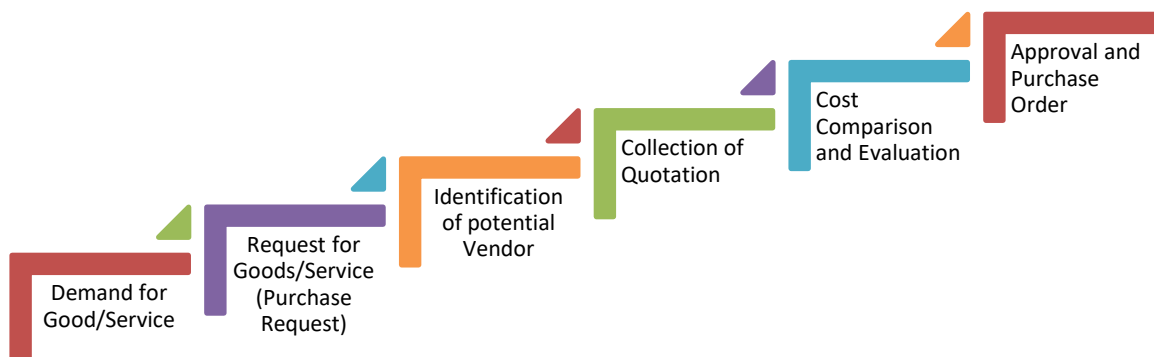 Demand for
Good/Service
Request for
Goods/Service
(Purchase
Request)
Identification
of potential
Vendor
Collection of
Quotation
Cost
Comparison
and Evaluation
Approval and
Purchase
Order